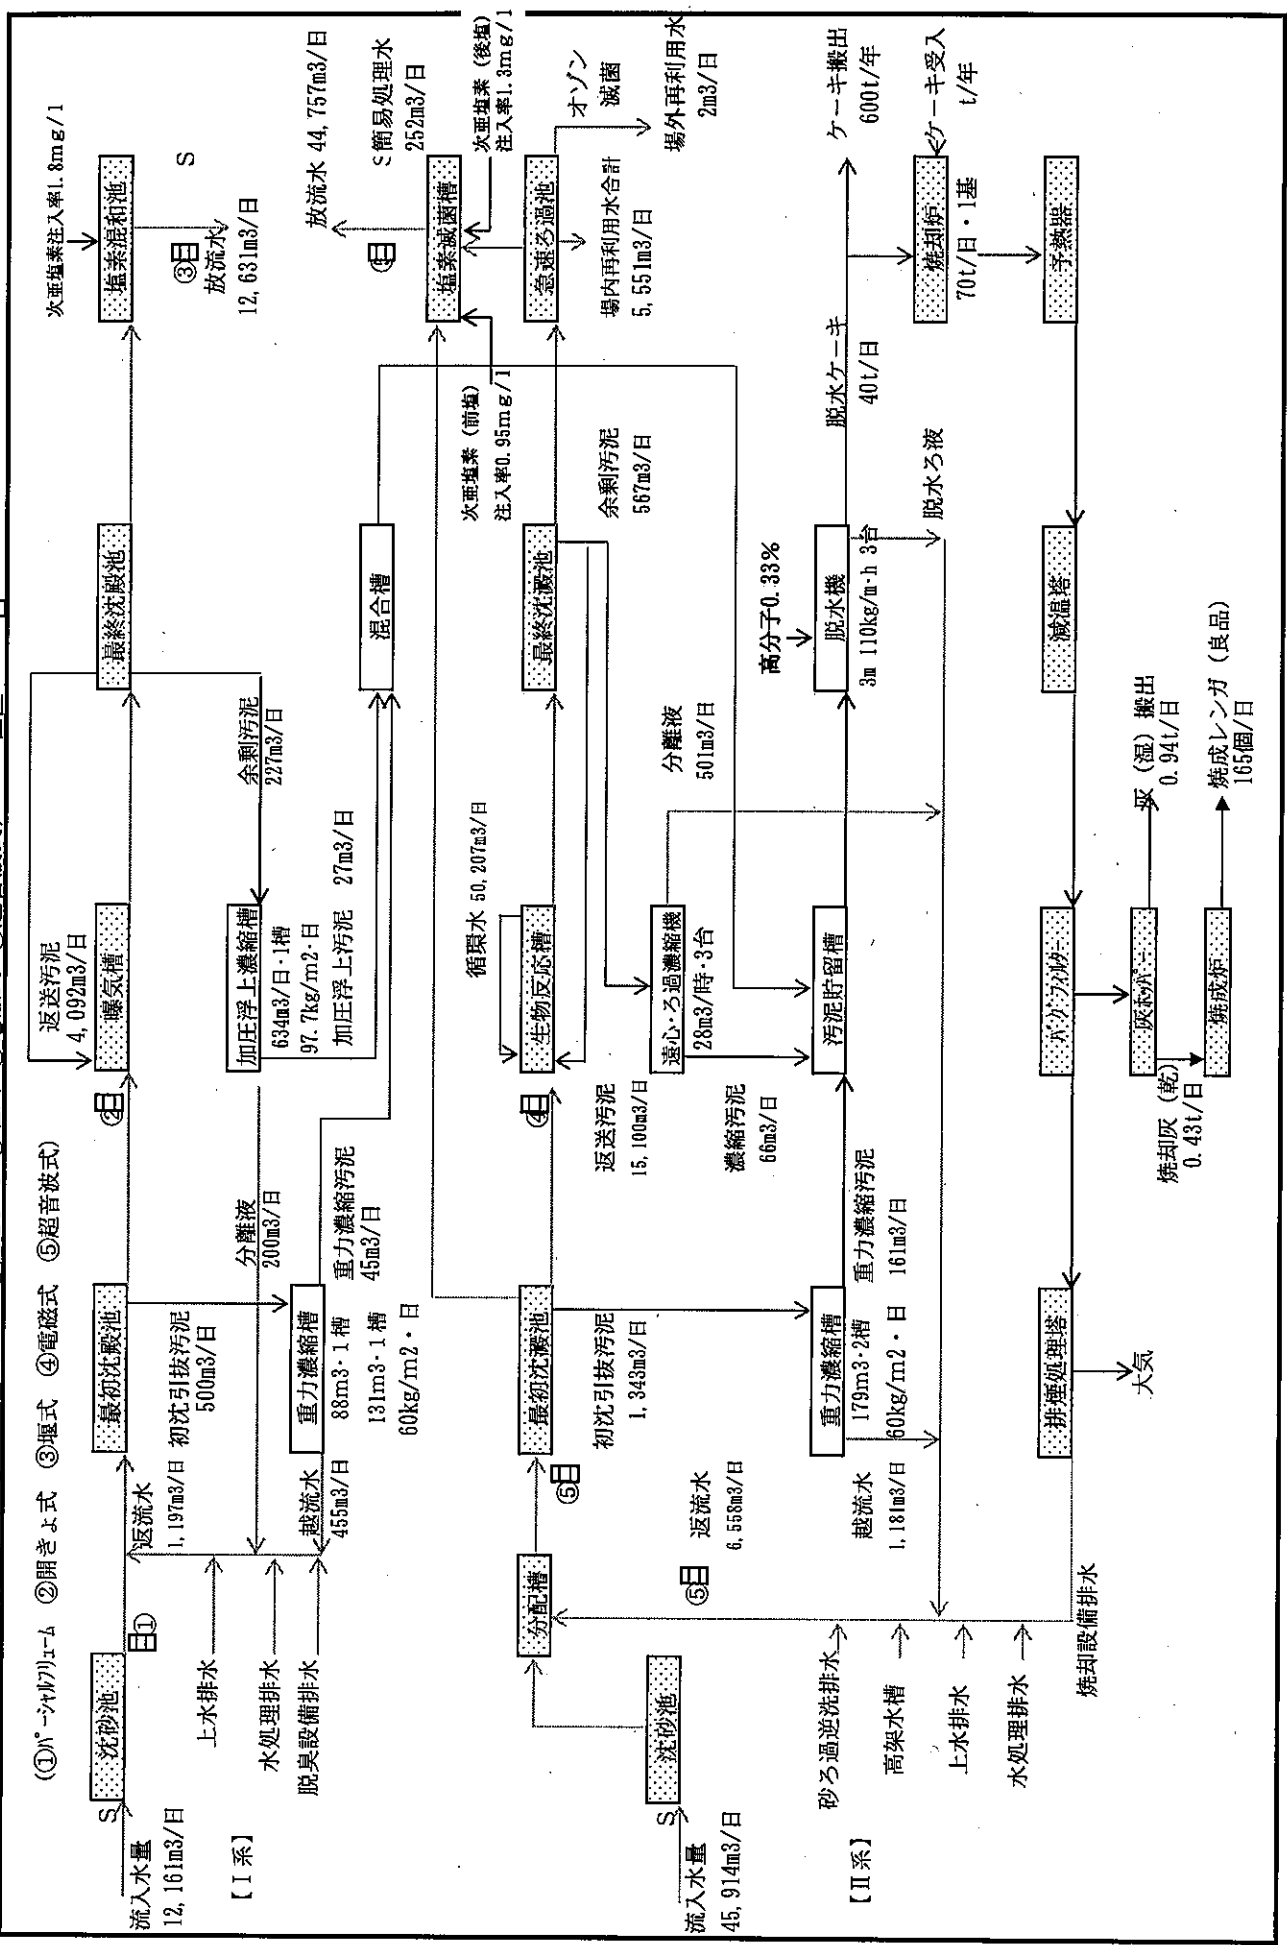 (①パーシャルフリューム ②開きょ式 ③堰式 ④電磁式 ⑤超音波式)
【Ⅰ系】
流入水量
12,161m3/日
S
沈砂池
①日
返流水
1,197m3/日
上水排水
水処理排水
脱臭設備排水
最初沈殿池
初沈引抜汚泥
500m3/日
②日
返送汚泥
4,092m3/日
曝気槽
最終沈殿池
余剰汚泥
227m3/日
次亜塩素注入率1.8mg/l
塩素混和池
S
③日
放流水
12,631m3/日
分離液
200m3/日
加圧浮上濃縮槽
634m3/日・1槽
97.7kg/m2・日
加圧浮上汚泥 27m3/日
重力濃縮槽
88m3・1槽
131m3・1槽
60kg/m2・日
越流水
455m3/日
重力濃縮汚泥
45m3/日
混合槽
【Ⅱ系】
流入水量
45,914m3/日
S
沈砂池
分配槽
⑤日
返流水
6,558m3/日
⑤日
最初沈澱池
初沈引抜汚泥
1,343m3/日
④日
循環水 50,207m3/日
生物反応槽
返送汚泥
15,100m3/日
最終沈澱池
余剰汚泥
567m3/日
次亜塩素(前塩)
注入率0.95mg/l
次亜塩素(後塩)
注入率1.3mg/l
塩素滅菌槽
放流水 44,757m3/日
S簡易処理水
252m3/日
急速ろ過池
オゾン
滅菌
場内再利用水合計
5,551m3/日
場外再利用水
2m3/日
遠心・ろ過濃縮機
28m3/時・3台
濃縮汚泥
66m3/日
分離液
501m3/日
重力濃縮槽
179m3・2槽
60kg/m2・日
越流水
1,181m3/日
重力濃縮汚泥
161m3/日
汚泥貯留槽
高分子0.33%
脱水機
3m 110kg/m・h 3台
脱水ろ液
脱水ケーキ
40t/日
ケーキ搬出
600t/年
ケーキ受入
t/年
焼却炉
70t/日・1基
予熱器
減温塔
バグフィルター
排煙処理塔
大気
灰ホッパー
灰(湿)搬出
0.94t/日
焼却灰(乾)
0.43t/日
焼成炉
焼成レンガ(良品)
165個/日
砂ろ過逆洗排水
高架水槽
上水排水
水処理排水
焼却設備排水